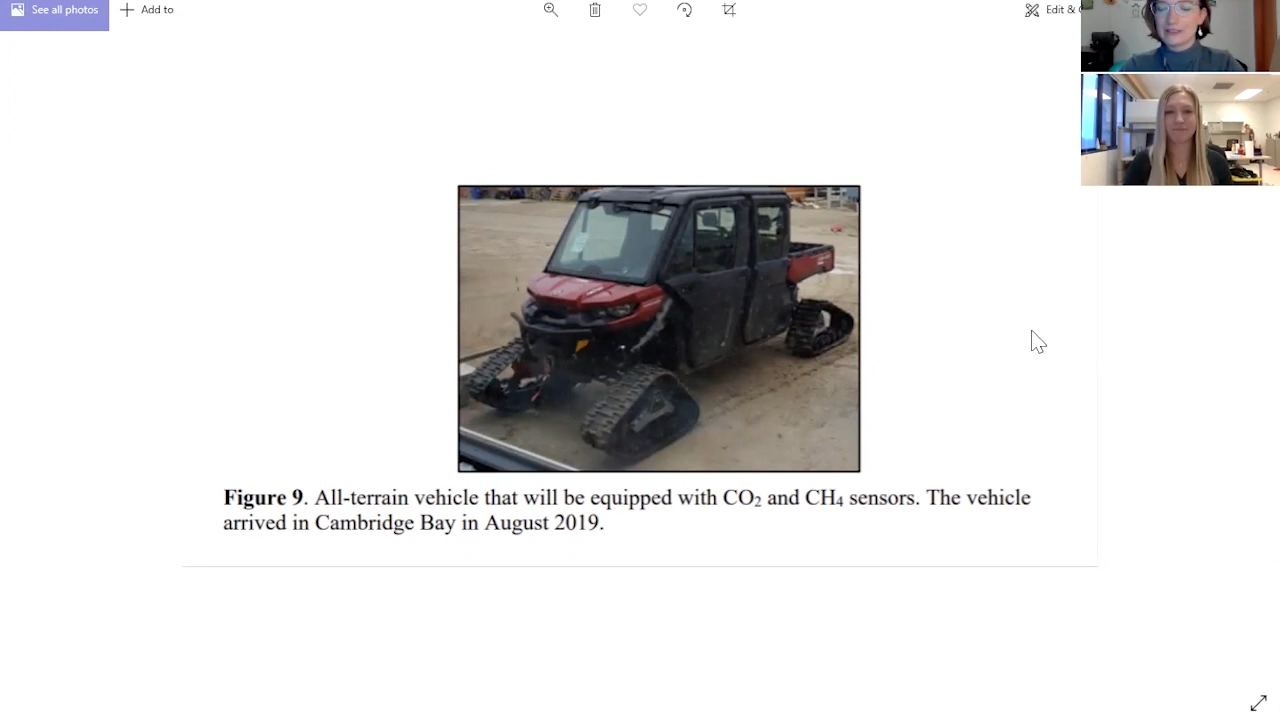 See all photos
Add to
Edit &
Figure 9. All-terrain vehicle that will be equipped with CO₂ and CH₄ sensors. The vehicle
arrived in Cambridge Bay in August 2019.